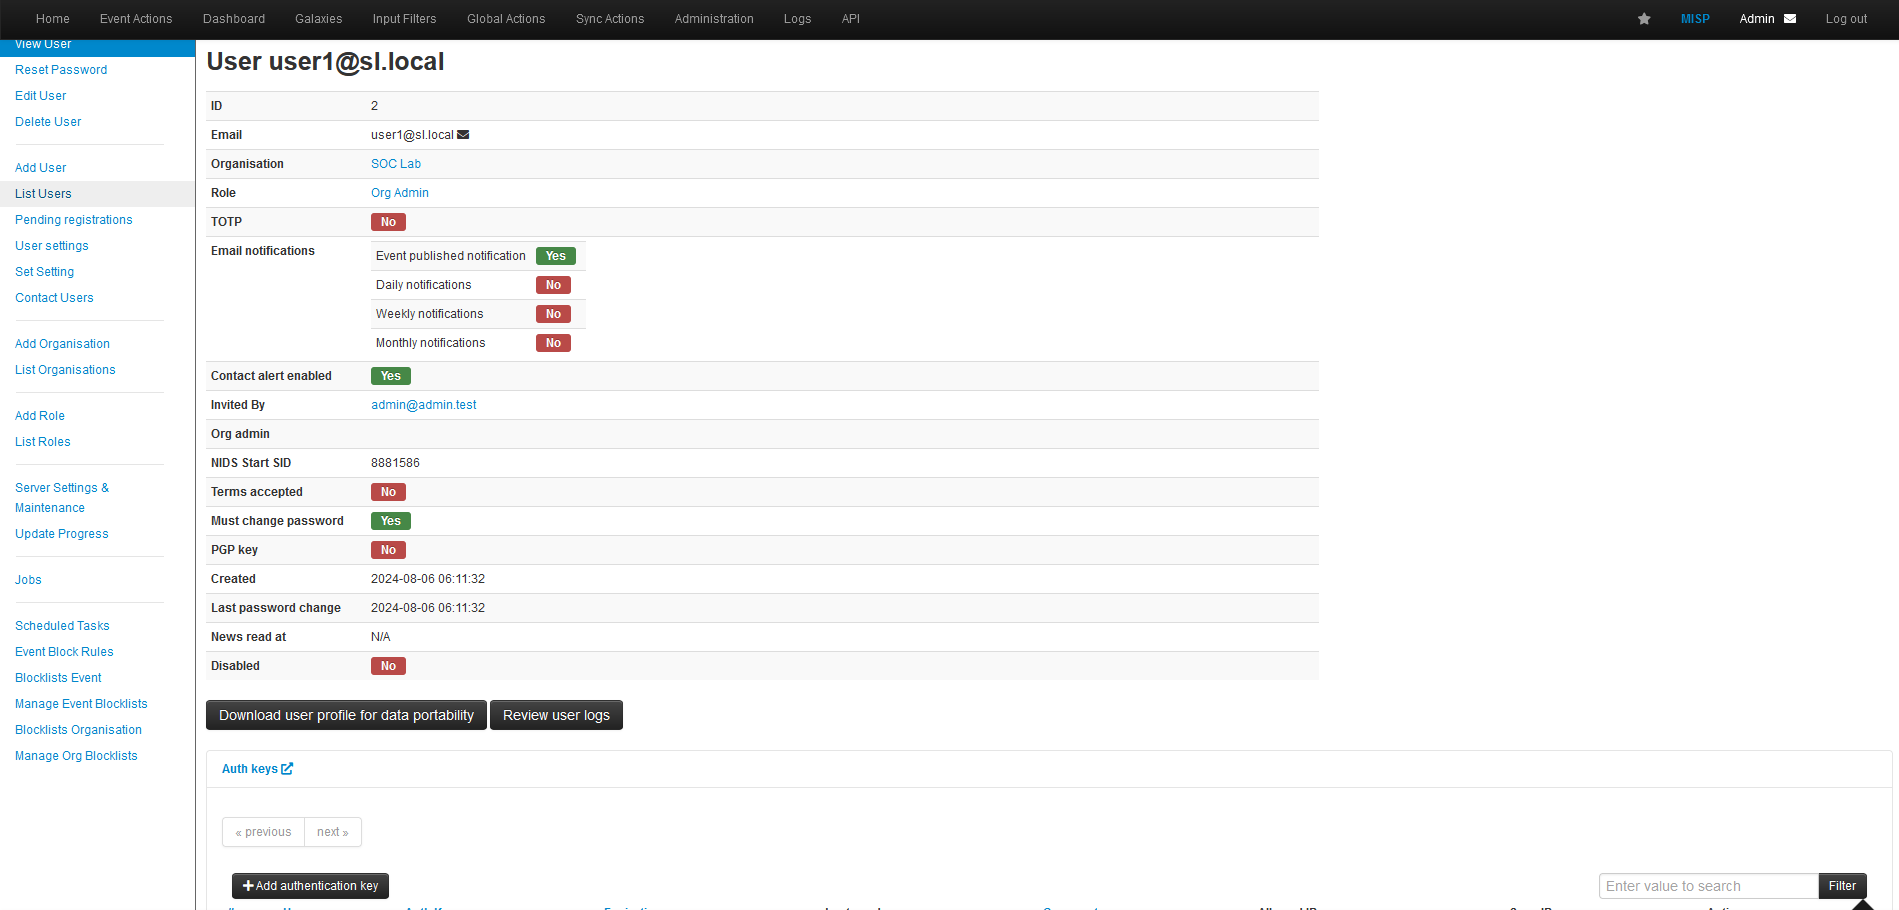 Home Event Actions Dashboard Galaxies Input Filters Global Actions Sync Actions Administration Logs API MISP Admin Log out
View User
Reset Password
Edit User
Delete User
Add User
List Users
Pending registrations
User settings
Set Setting
Contact Users
Add Organisation
List Organisations
Add Role
List Roles
Server Settings &
Maintenance
Update Progress
Jobs
Scheduled Tasks
Event Block Rules
Blocklists Event
Manage Event Blocklists
Blocklists Organisation
Manage Org Blocklists
User user1@sl.local
ID 2
Email user1@sl.local
Organisation SOC Lab
Role Org Admin
TOTP No
Email notifications Event published notification Yes
Daily notifications No
Weekly notifications No
Monthly notifications No
Contact alert enabled Yes
Invited By admin@admin.test
Org admin
NIDS Start SID 8881586
Terms accepted No
Must change password Yes
PGP key No
Created 2024-08-06 06:11:32
Last password change 2024-08-06 06:11:32
News read at N/A
Disabled No
Download user profile for data portability Review user logs
Auth keys
« previous next »
Add authentication key Enter value to search Filter